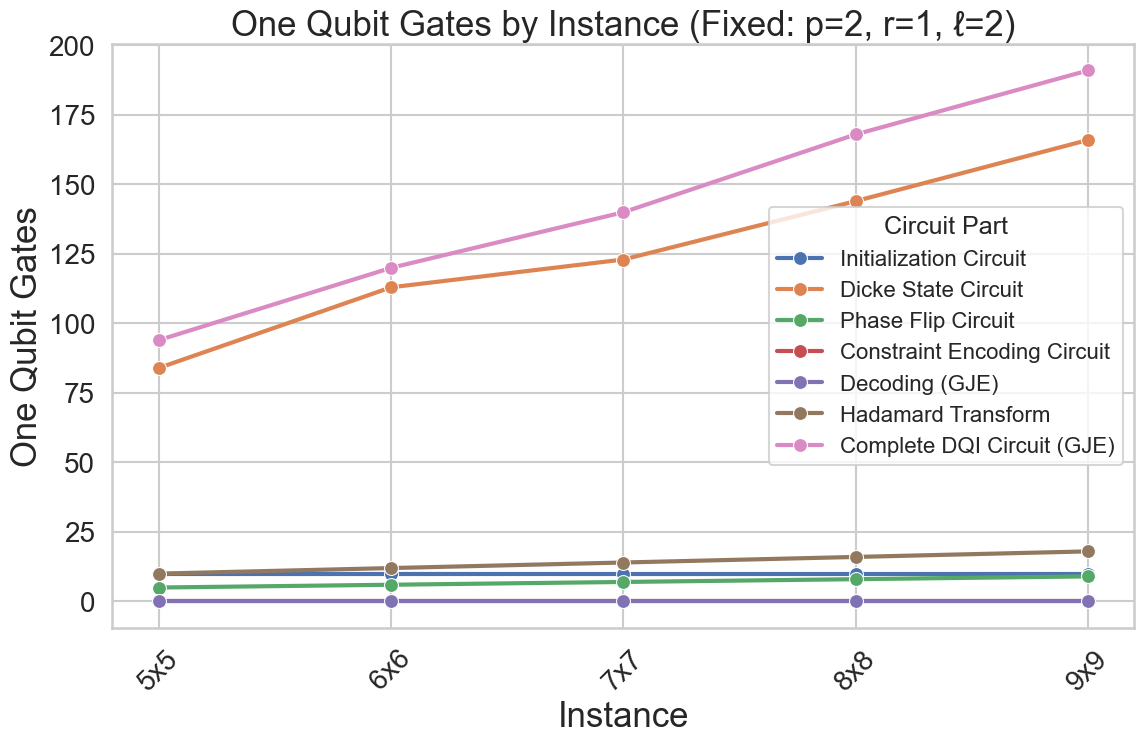 One Qubit Gates by Instance (Fixed: p=2, r=1, ℓ=2)
One Qubit Gates
200
175
150
125
100
75
50
25
0
Circuit Part
Initialization Circuit
Dicke State Circuit
Phase Flip Circuit
Constraint Encoding Circuit
Decoding (GJE)
Hadamard Transform
Complete DQI Circuit (GJE)
5x5
6x6
7x7
8x8
9x9
Instance